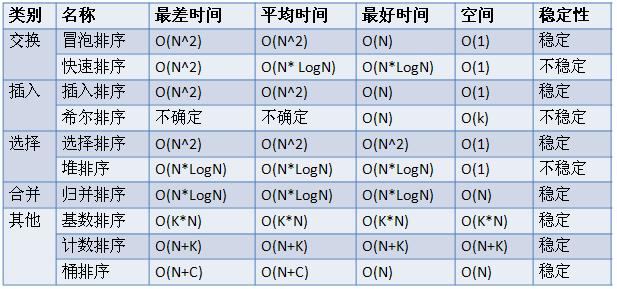 类别 名称 最差时间 平均时间 最好时间 空间 稳定性
交换 冒泡排序 O(N^2) O(N^2) O(N) O(1) 稳定
快速排序 O(N^2) O(N* LogN) O(N*LogN) O(1) 不稳定
插入 插入排序 O(N^2) O(N^2) O(N) O(1) 稳定
希尔排序 不确定 不确定 O(N) O(k) 不稳定
选择 选择排序 O(N^2) O(N^2) O(N^2) O(1) 稳定
堆排序 O(N*LogN) O(N*LogN) O(N*LogN) O(1) 不稳定
合并 归并排序 O(N*LogN) O(N*LogN) O(N*LogN) O(N) 稳定
其他 基数排序 O(K*N) O(K*N) O(K*N) O(K*N) 稳定
计数排序 O(N+K) O(N+K) O(N+K) O(N+K) 稳定
桶排序 O(N+C) O(N+C) O(N) O(N) 稳定